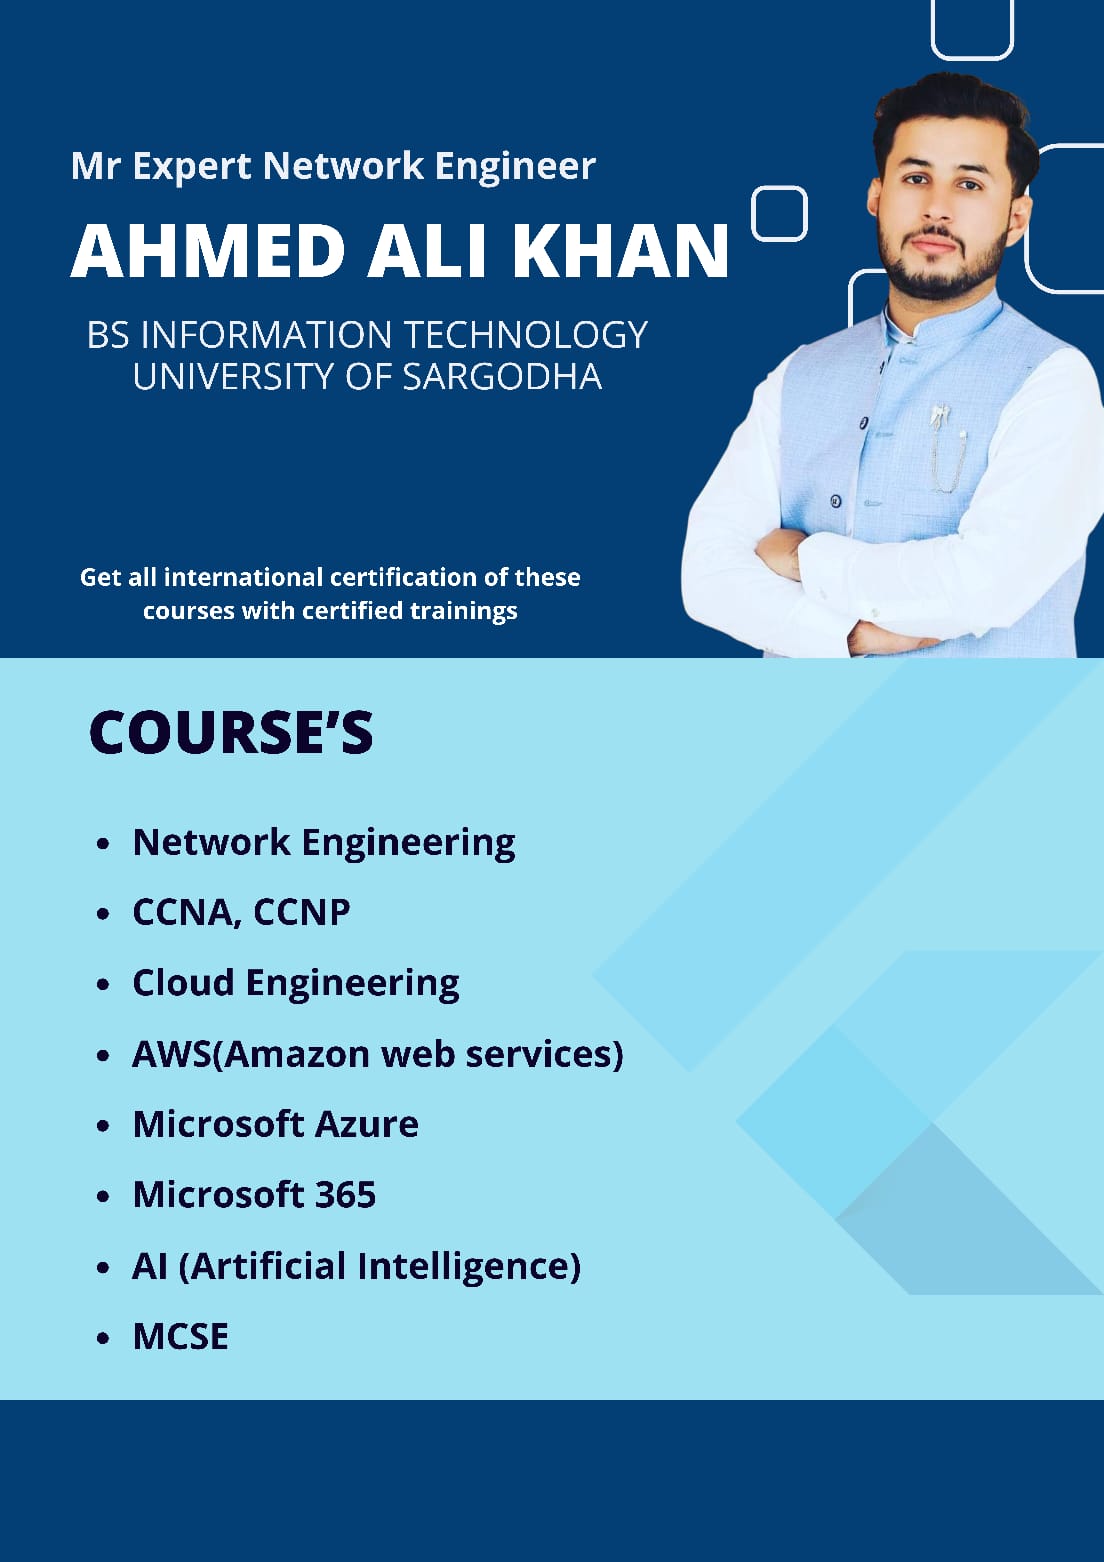 Mr Expert Network Engineer
AHMED ALI KHAN
BS INFORMATION TECHNOLOGY
UNIVERSITY OF SARGODHA
Get all international certification of these
courses with certified trainings
COURSE’S
• Network Engineering
• CCNA, CCNP
• Cloud Engineering
• AWS(Amazon web services)
• Microsoft Azure
• Microsoft 365
• AI (Artificial Intelligence)
• MCSE